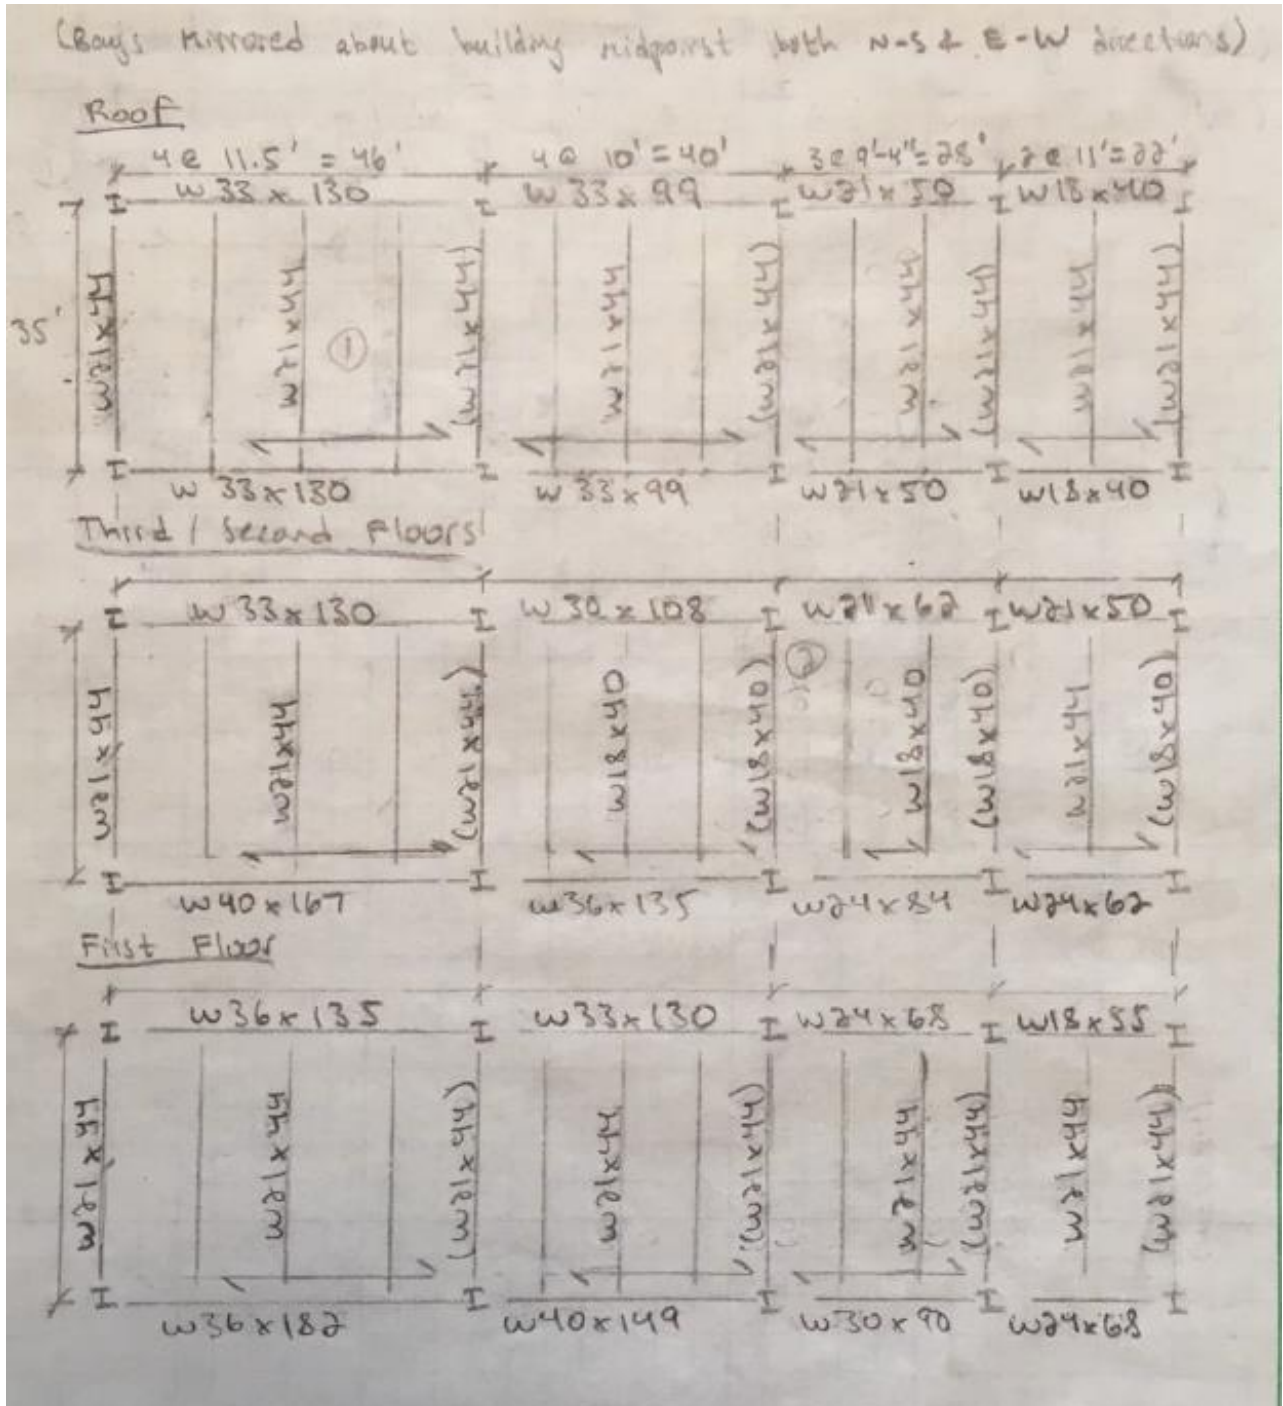 (Bays Mirrored about building midpoint both N-S & E-W directions)
Roof
4@ 11.5' = 46' 4@ 10' = 40' 3@ 9'-4" = 28' 2@ 11' = 22'
W33x130 W33x99 W21x50 W18x40
35' W21x44 W21x44 1 (W21x44) W21x44 (W21x44) W21x44 (W21x44) W21x44 (W21x44)
W33x130 W33x99 W21x50 W18x40
Third / Second Floors
W33x130 W30x108 W21x62 W21x50
W21x44 W21x44 (W21x44) W18x40 (W18x40) 2 W18x40 (W18x40) W21x44 (W18x40)
W40x167 W36x135 W24x84 W24x62
First Floor
W36x135 W33x130 W24x68 W18x55
W21x44 W21x44 (W21x44) W21x44 (W21x44) W21x44 (W21x44) W21x44 (W21x44)
W36x182 W40x149 W30x90 W24x68